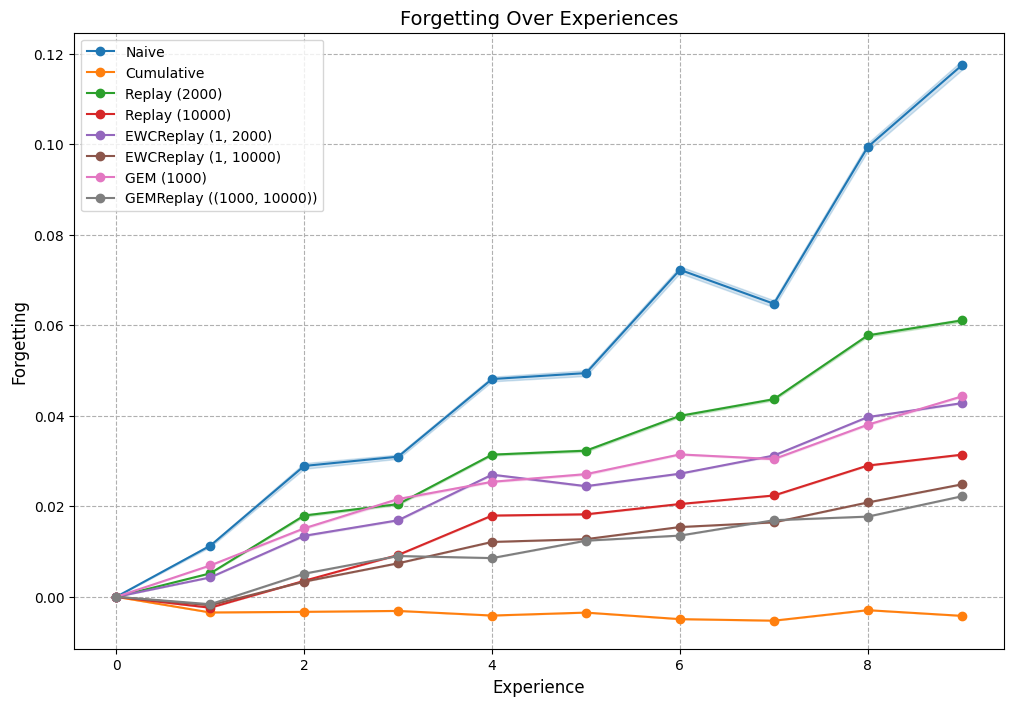 Forgetting Over Experiences
Naive
Cumulative
Replay (2000)
Replay (10000)
EWCReplay (1, 2000)
EWCReplay (1, 10000)
GEM (1000)
GEMReplay ((1000, 10000))
Forgetting
0.12
0.10
0.08
0.06
0.04
0.02
0.00
0 2 4 6 8
Experience